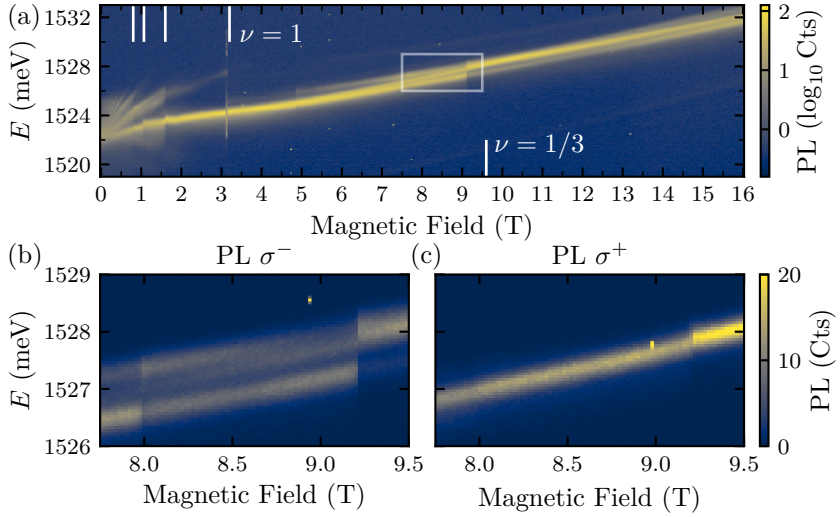 (a)
1532
1528
1524
1520
E (meV)
ν = 1
ν = 1/3
0 1 2 3 4 5 6 7 8 9 10 11 12 13 14 15 16
Magnetic Field (T)
2
1
0
PL (log10 Cts)
(b) PL σ− (c) PL σ+
1529
1528
1527
1526
E (meV)
8.0 8.5 9.0 9.5
Magnetic Field (T)
8.0 8.5 9.0 9.5
Magnetic Field (T)
20
10
0
PL (Cts)